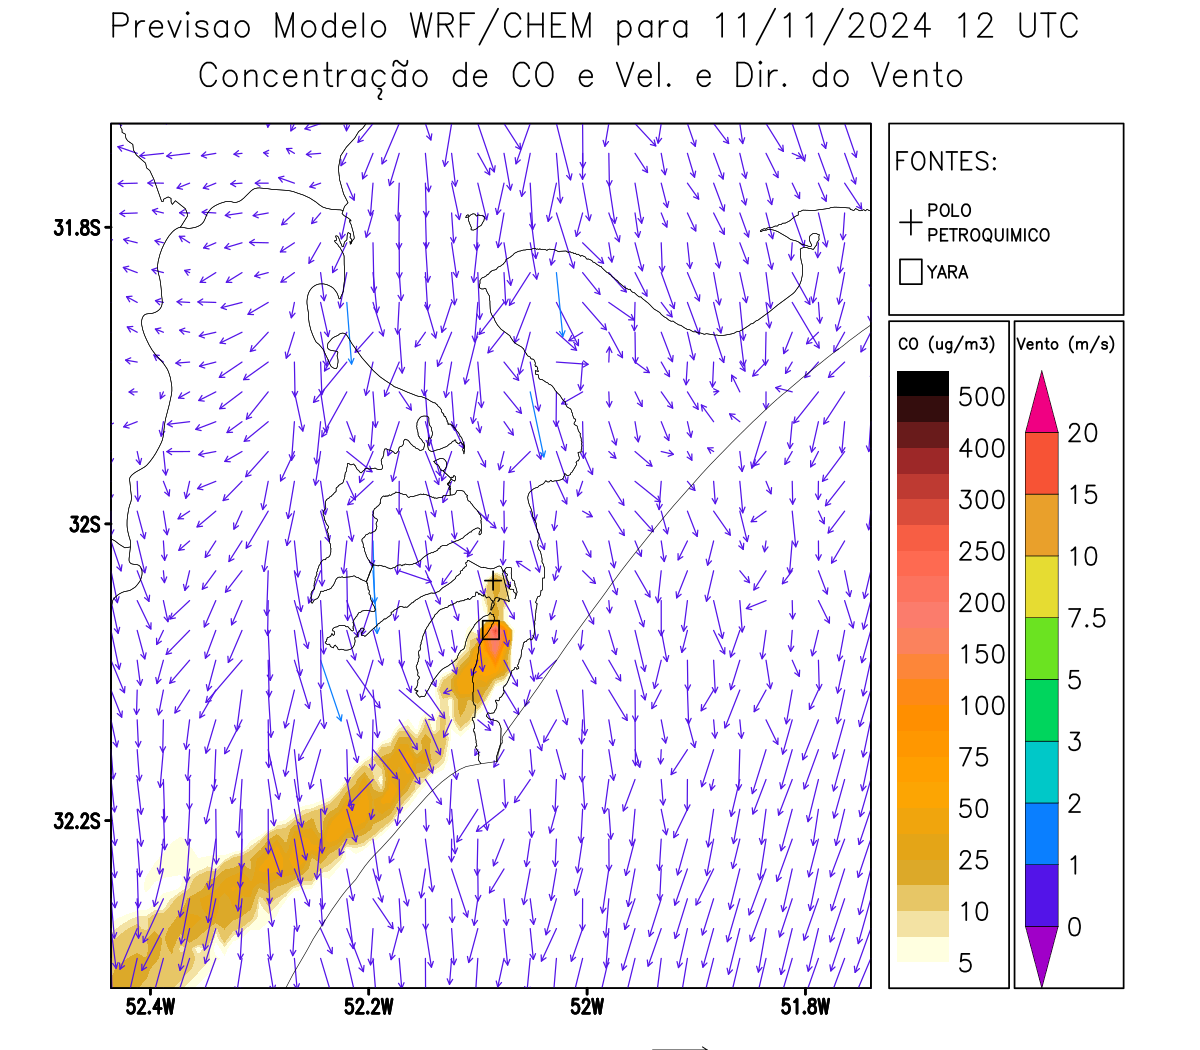 Previsao Modelo WRF/CHEM para 11/11/2024 12 UTC
Concentração de CO e Vel. e Dir. do Vento
FONTES:
POLO
PETROQUIMICO
YARA
CO (ug/m3)
500
400
300
250
200
150
100
75
50
25
10
5
Vento (m/s)
20
15
10
7.5
5
3
2
1
0
31.8S
32S
32.2S
52.4W
52.2W
52W
51.8W